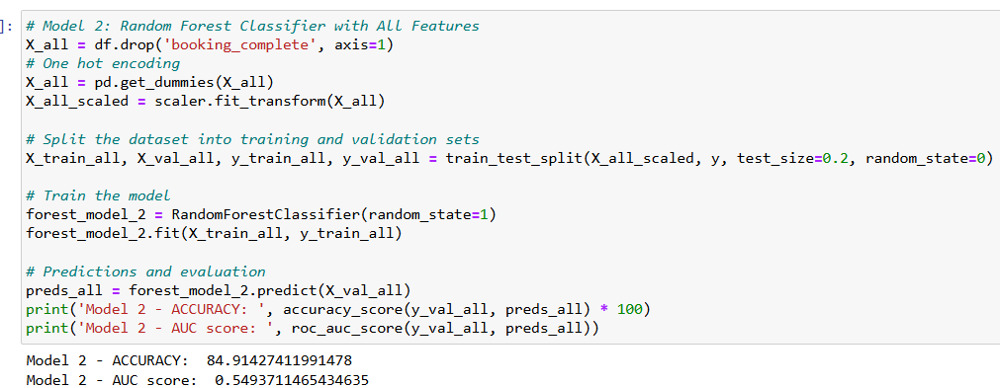 ]: # Model 2: Random Forest Classifier with All Features
X_all = df.drop('booking_complete', axis=1)
# One hot encoding
X_all = pd.get_dummies(X_all)
X_all_scaled = scaler.fit_transform(X_all)
# Split the dataset into training and validation sets
X_train_all, X_val_all, y_train_all, y_val_all = train_test_split(X_all_scaled, y, test_size=0.2, random_state=0)
# Train the model
forest_model_2 = RandomForestClassifier(random_state=1)
forest_model_2.fit(X_train_all, y_train_all)
# Predictions and evaluation
preds_all = forest_model_2.predict(X_val_all)
print('Model 2 - ACCURACY: ', accuracy_score(y_val_all, preds_all) * 100)
print('Model 2 - AUC score: ', roc_auc_score(y_val_all, preds_all))
Model 2 - ACCURACY:  84.91427411991478
Model 2 - AUC score:  0.5493711465434635